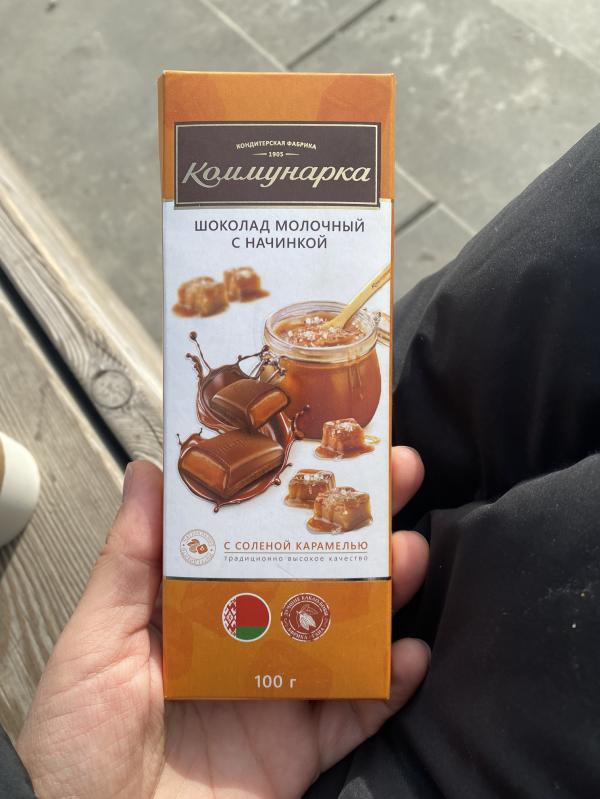 КОНДИТЕРСКАЯ ФАБРИКА
1905
Коммунарка
ШОКОЛАД МОЛОЧНЫЙ
С НАЧИНКОЙ
С СОЛЕНОЙ КАРАМЕЛЬЮ
традиционно высокое качество
100 г